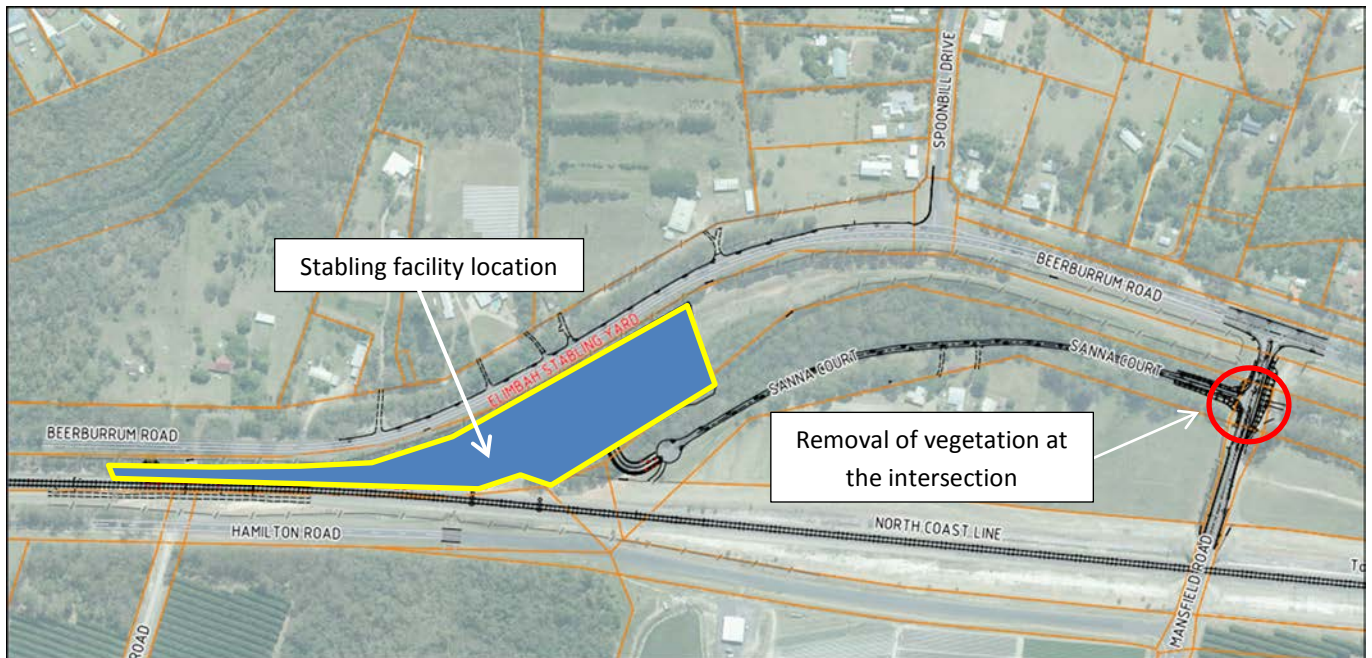 SPOONBILL DRIVE
Stabling facility location
BEERBURRUM ROAD
ELIMBAH STABLING YARD
SANNA COURT
SANNA COURT
BEERBURRUM ROAD
Removal of vegetation at
the intersection
HAMILTON ROAD
NORTH COAST LINE
MANSFIELD ROAD
To
ROAD